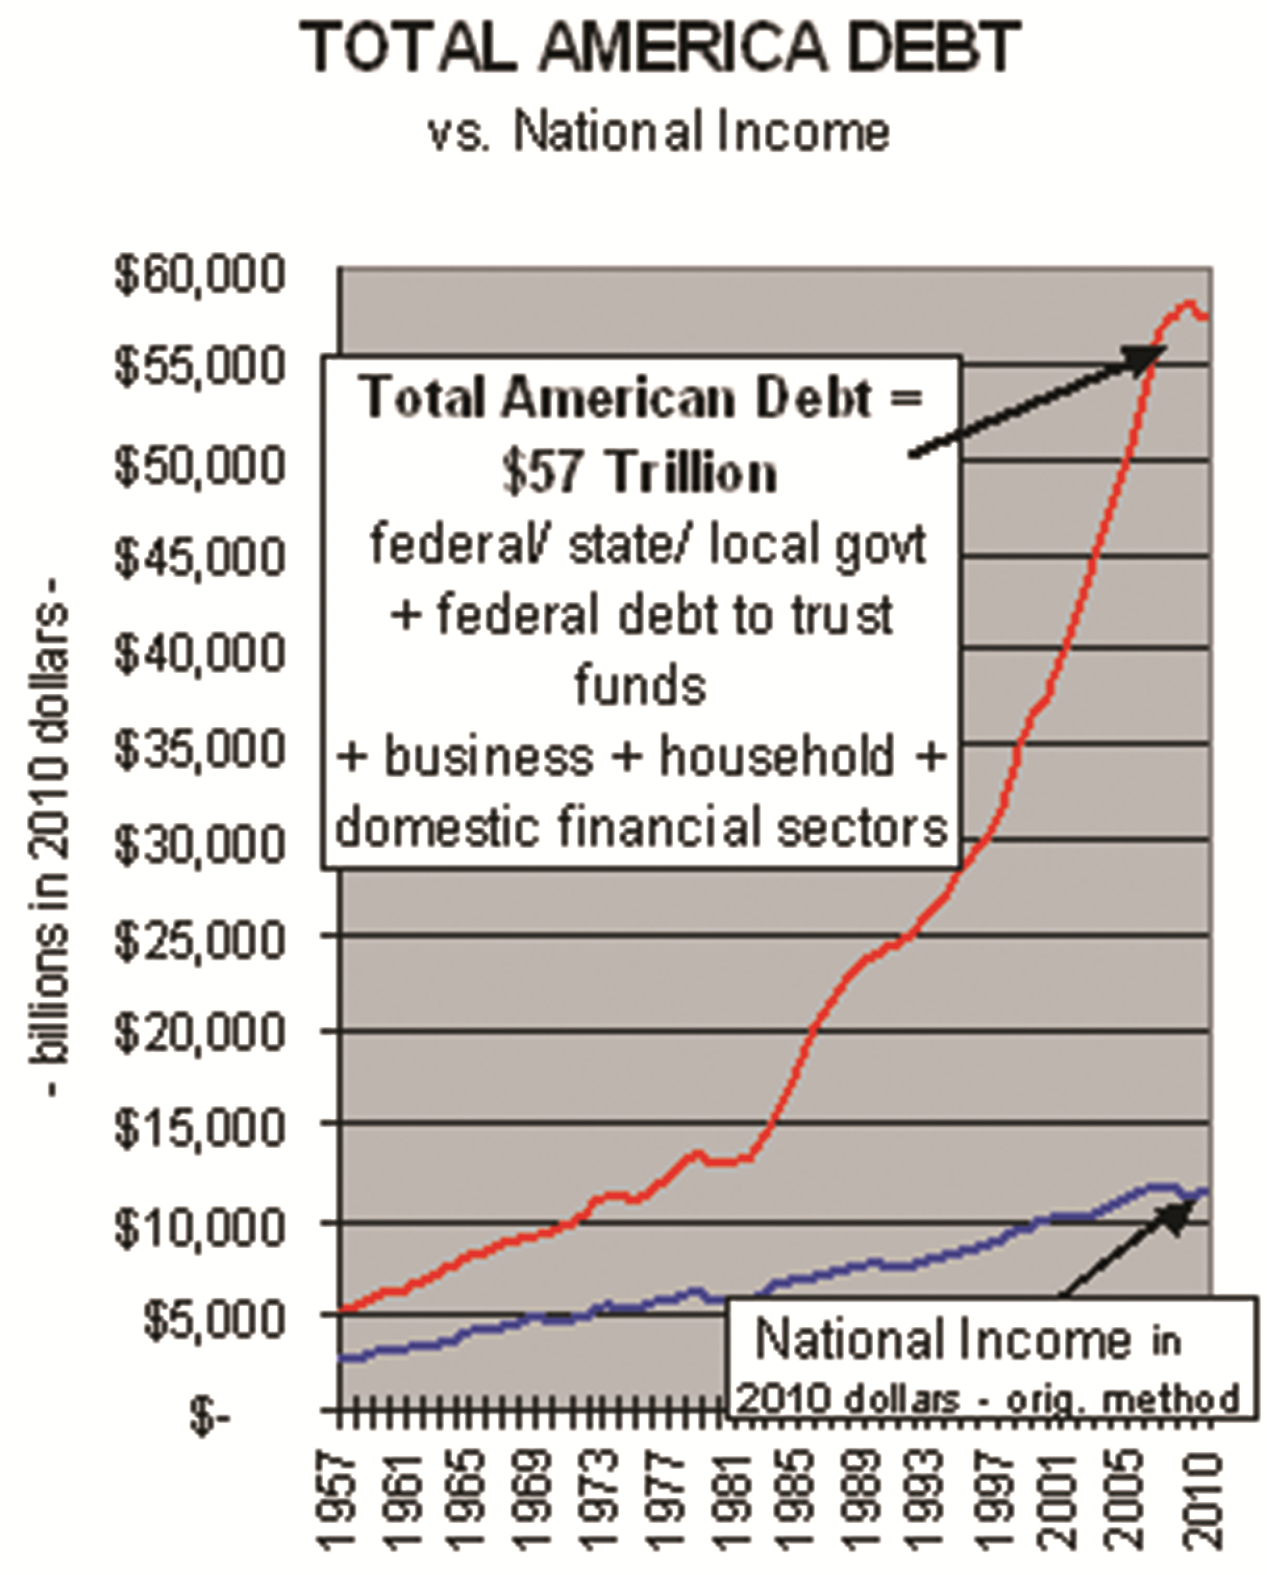 TOTAL AMERICA DEBT
vs. National Income
$60,000
$55,000
$50,000
$45,000
$40,000
$35,000
$30,000
$25,000
$20,000
$15,000
$10,000
$5,000
$-
- billions in 2010 dollars -
Total American Debt =
$57 Trillion
federal/ state/ local govt
+ federal debt to trust
funds
+ business + household +
domestic financial sectors
National Income in
2010 dollars - orig. method
1957 1961 1965 1969 1973 1977 1981 1985 1989 1993 1997 2001 2005 2010